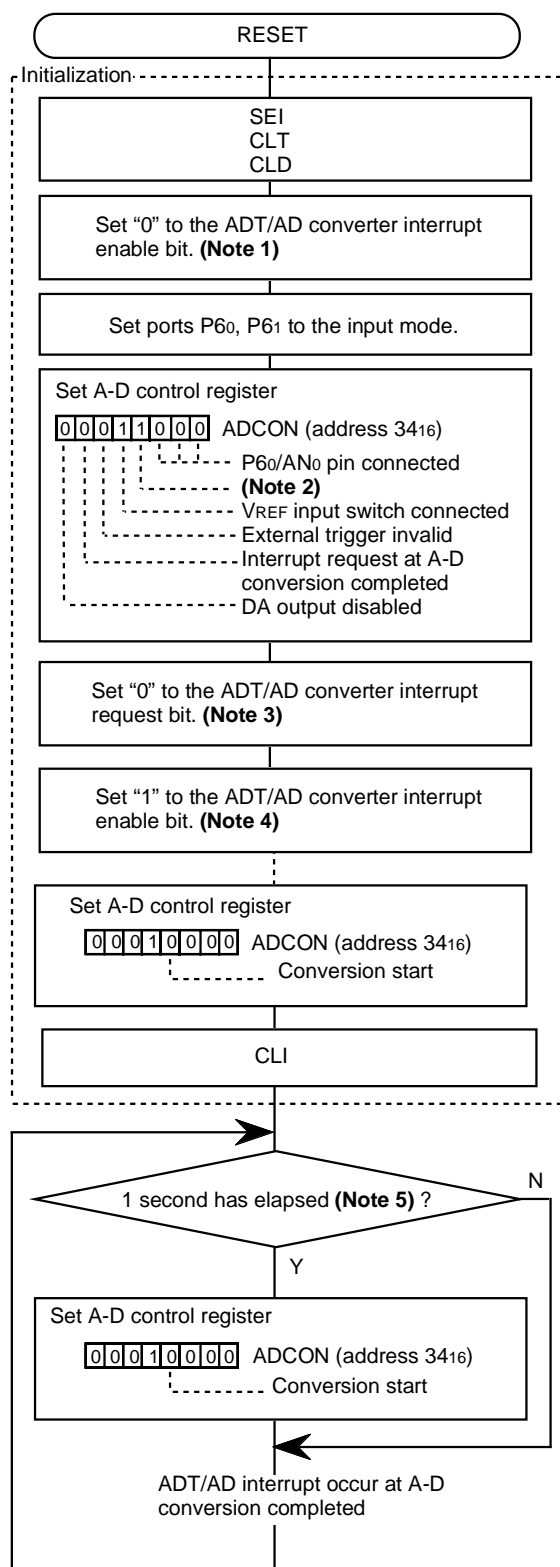 RESET
Initialization
SEI
CLT
CLD
Set “0” to the ADT/AD converter interrupt
enable bit. (Note 1)
Set ports P60, P61 to the input mode.
Set A-D control register
0 0 0 1 1 0 0 0 ADCON (address 3416)
P60/AN0 pin connected
(Note 2)
VREF input switch connected
External trigger invalid
Interrupt request at A-D
conversion completed
DA output disabled
Set “0” to the ADT/AD converter interrupt
request bit. (Note 3)
Set “1” to the ADT/AD converter interrupt
enable bit. (Note 4)
Set A-D control register
0 0 0 1 0 0 0 0 ADCON (address 3416)
Conversion start
CLI
1 second has elapsed (Note 5) ?
N
Y
Set A-D control register
0 0 0 1 0 0 0 0 ADCON (address 3416)
Conversion start
ADT/AD interrupt occur at A-D
conversion completed